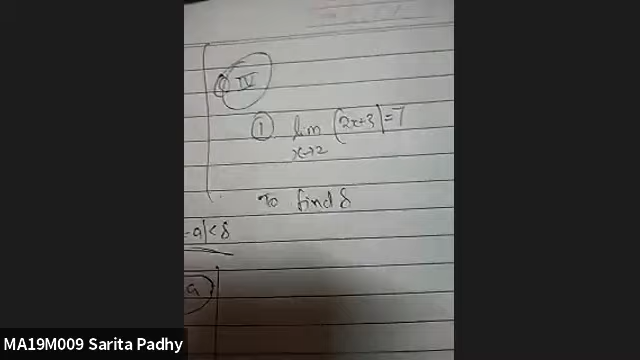 IV
① lim (2x+3) = 7
x→2
To find δ
-a|<δ
a
MA19M009 Sarita Padhy